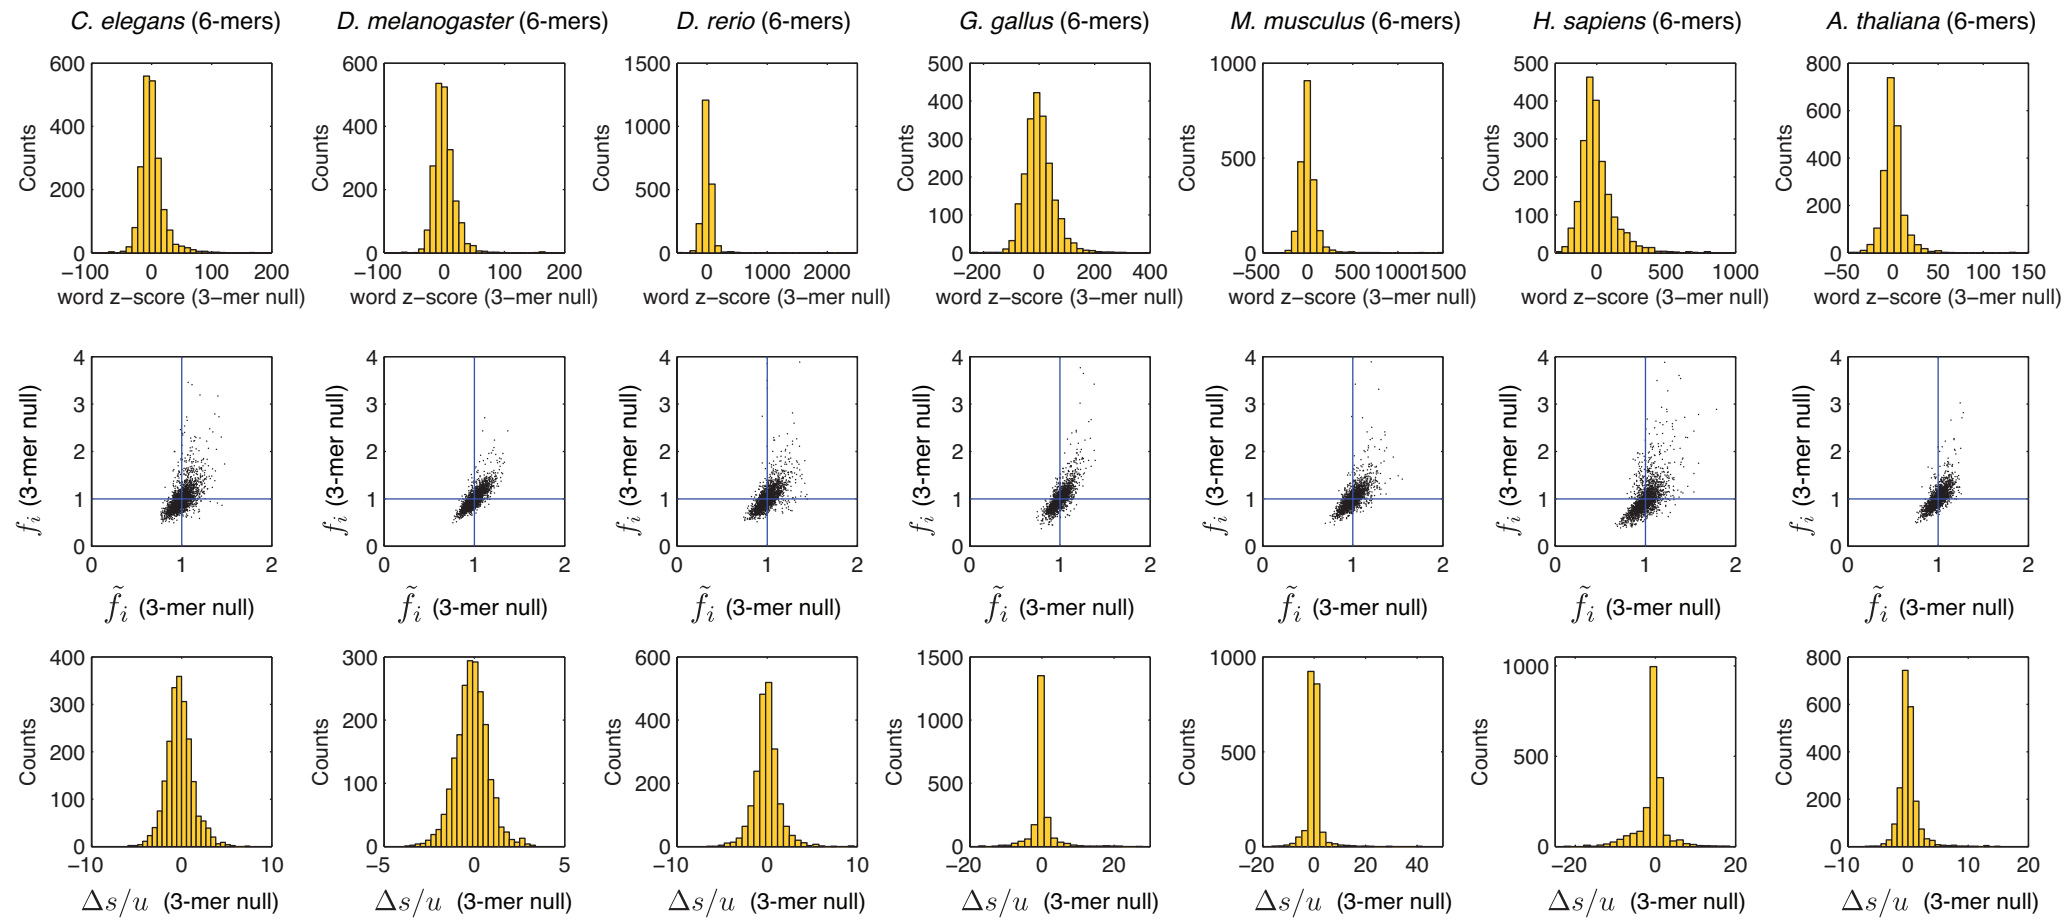 C. elegans (6-mers) D. melanogaster (6-mers) D. rerio (6-mers) G. gallus (6-mers) M. musculus (6-mers) H. sapiens (6-mers) A. thaliana (6-mers)
600 600 1500 500 1000 500 800
400 400 1000 400 300 500 400 300 600 400
200 200 500 200 100 200 100 200
0 0 0 0 0 0 0
Counts Counts Counts Counts Counts Counts Counts
−100 0 100 200 −100 0 100 200 0 1000 2000 −200 0 200 400 −500 0 500 1000 1500 0 500 1000 −50 0 50 100 150
word z−score (3−mer null) word z−score (3−mer null) word z−score (3−mer null) word z−score (3−mer null) word z−score (3−mer null) word z−score (3−mer null) word z−score (3−mer null)
4 4 4 4 4 4 4
3 3 3 3 3 3 3
2 2 2 2 2 2 2
1 1 1 1 1 1 1
0 0 0 0 0 0 0
f_i (3-mer null) f_i (3-mer null) f_i (3-mer null) f_i (3-mer null) f_i (3-mer null) f_i (3-mer null) f_i (3-mer null)
0 1 2 0 1 2 0 1 2 0 1 2 0 1 2 0 1 2 0 1 2
f̃_i (3-mer null) f̃_i (3-mer null) f̃_i (3-mer null) f̃_i (3-mer null) f̃_i (3-mer null) f̃_i (3-mer null) f̃_i (3-mer null)
400 300 600 1500 1000 1000 800
300 200 400 1000 500 500 600
200 100 200 500 400
100 200
0 0 0 0 0 0 0
Counts Counts Counts Counts Counts Counts Counts
−10 0 10 −5 0 5 −10 0 10 −20 0 20 −20 0 20 40 −20 0 20 −10 0 10 20
Δs/u (3-mer null) Δs/u (3-mer null) Δs/u (3-mer null) Δs/u (3-mer null) Δs/u (3-mer null) Δs/u (3-mer null) Δs/u (3-mer null)